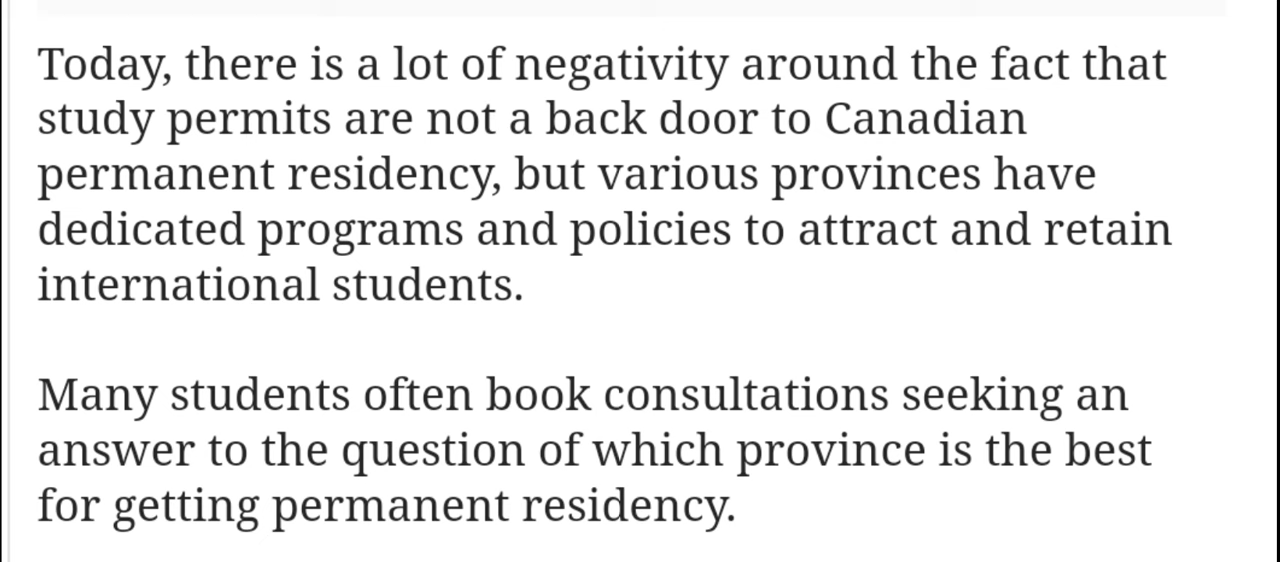 Today, there is a lot of negativity around the fact that
study permits are not a back door to Canadian
permanent residency, but various provinces have
dedicated programs and policies to attract and retain
international students.
Many students often book consultations seeking an
answer to the question of which province is the best
for getting permanent residency.